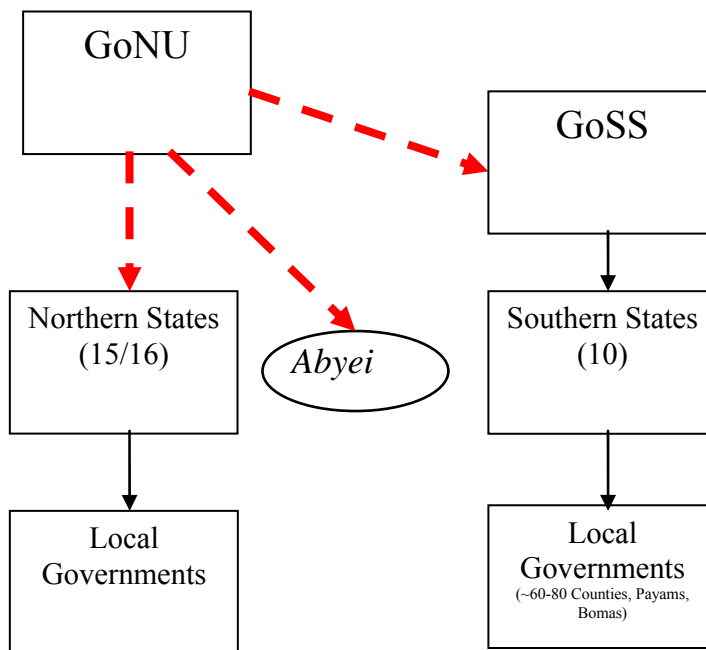 GoNU
GoSS
Northern States
(15/16)
Abyei
Southern States
(10)
Local
Governments
Local
Governments
(~60-80 Counties, Payams,
Bomas)